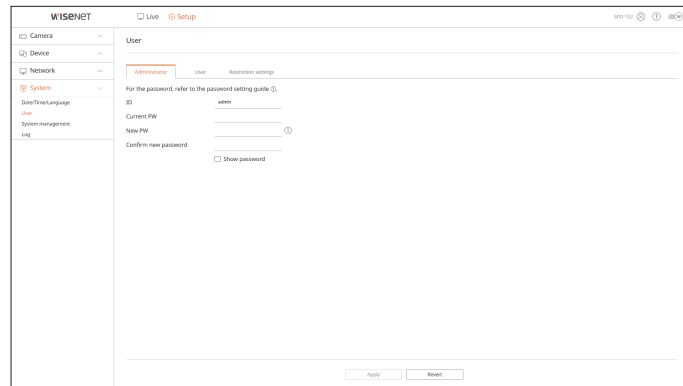 WISENET
Live
Setup
SPD-152
?
W
Camera
Device
Network
System
Date/Time/Language
User
System management
Log
User
Administrator
User
Restriction settings
For the password, refer to the password setting guide ⓘ.
ID
admin
Current PW
New PW
ⓘ
Confirm new password
Show password
Apply
Revert